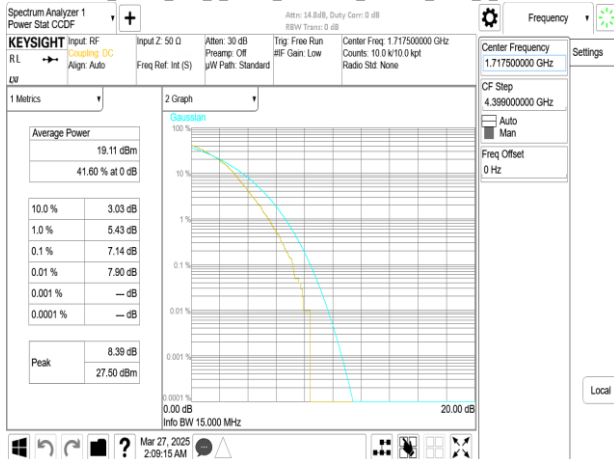 Spectrum Analyzer 1
Power Stat CCDF
Attn: 14.8dB, Duty Corr: 0 dB
RBW Trans: 0 dB
Frequency
KEYSIGHT
RL
Input: RF
Coupling: DC
Align: Auto
Input Z: 50 Ω
Freq Ref: Int (S)
Atten: 30 dB
Preamp: Off
µW Path: Standard
Trig: Free Run
#IF Gain: Low
Center Freq: 1.717500000 GHz
Counts: 10.0 k/10.0 kpt
Radio Std: None
Center Frequency
1.717500000 GHz
Settings
CF Step
4.399000000 GHz
Auto
Man
Freq Offset
0 Hz
1 Metrics
Average Power
19.11 dBm
41.60 % at 0 dB
10.0 % 3.03 dB
1.0 % 5.43 dB
0.1 % 7.14 dB
0.01 % 7.90 dB
0.001 % --- dB
0.0001 % --- dB
Peak
8.39 dB
27.50 dBm
2 Graph
Gaussian
100 %
10 %
1 %
0.1 %
0.01 %
0.001 %
0.0001 %
0.00 dB
20.00 dB
Info BW 15.000 MHz
Local
Mar 27, 2025
2:09:15 AM